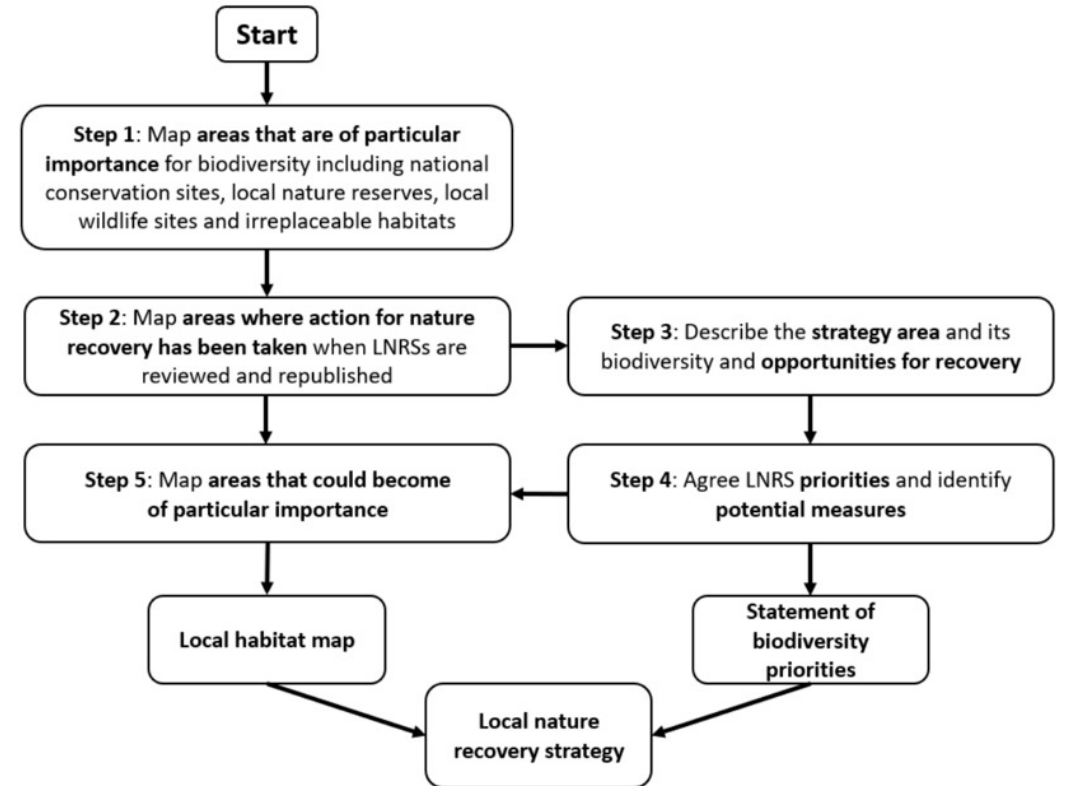 Start
Step 1: Map areas that are of particular
importance for biodiversity including national
conservation sites, local nature reserves, local
wildlife sites and irreplaceable habitats
Step 2: Map areas where action for nature
recovery has been taken when LNRSs are
reviewed and republished
Step 3: Describe the strategy area and its
biodiversity and opportunities for recovery
Step 4: Agree LNRS priorities and identify
potential measures
Step 5: Map areas that could become
of particular importance
Local habitat map
Statement of
biodiversity
priorities
Local nature
recovery strategy